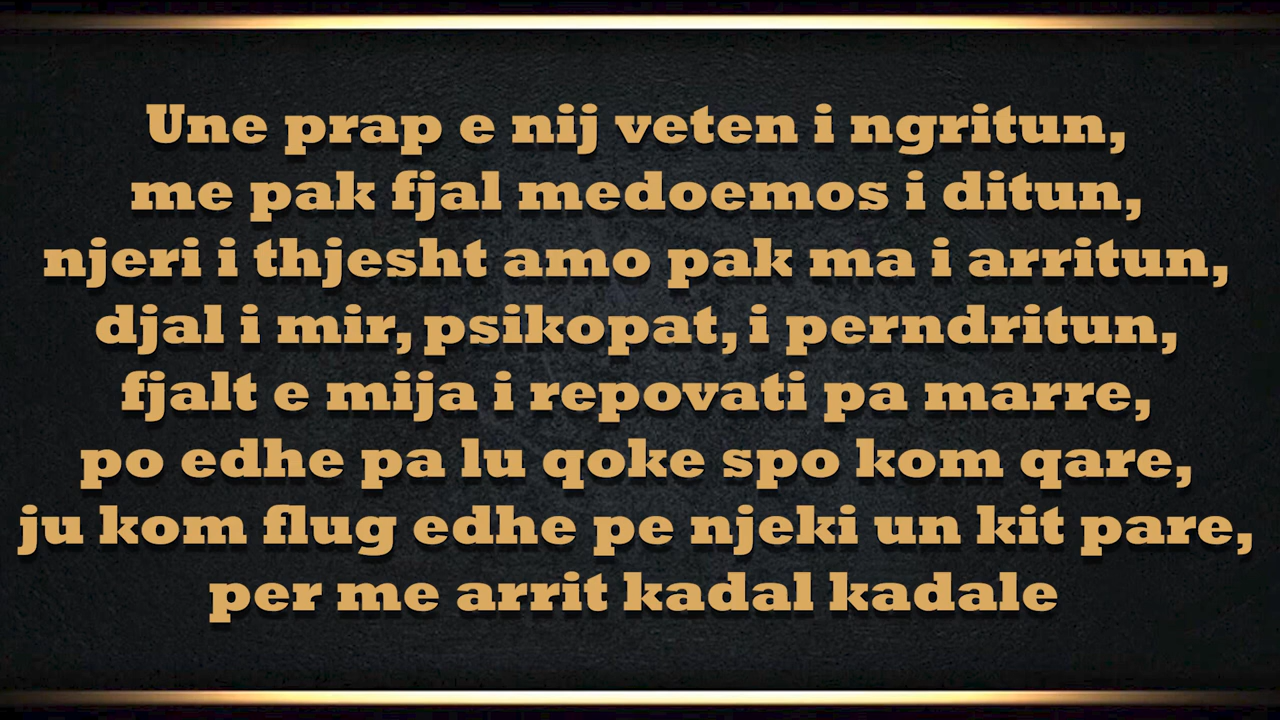 Une prap e nij veten i ngritun,
me pak fjal medoemos i ditun,
njeri i thjesht amo pak ma i arritun,
djal i mir, psikopat, i perndritun,
fjalt e mija i repovati pa marre,
po edhe pa lu qoke spo kom qare,
ju kom flug edhe pe njeki un kit pare,
per me arrit kadal kadale